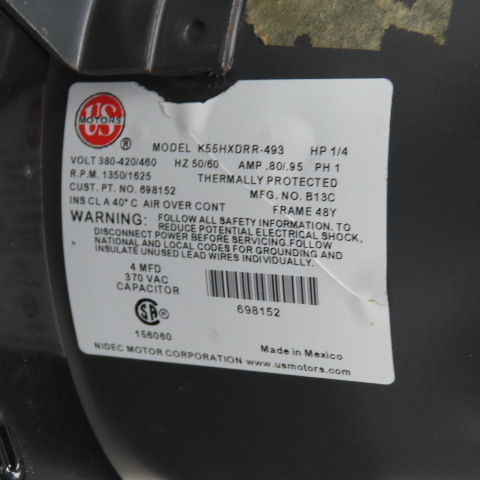 US
MOTORS
®
MODEL K55HXDRR-493 HP 1/4
VOLT 380-420/460 HZ 50/60 AMP .80/.95 PH 1
R.P.M. 1350/1625 THERMALLY PROTECTED
CUST. PT. NO. 698152 MFG. NO. B13C
INS CL A 40°C AIR OVER CONT FRAME 48Y
WARNING: FOLLOW ALL SAFETY INFORMATION. TO
REDUCE POTENTIAL ELECTRICAL SHOCK,
DISCONNECT POWER BEFORE SERVICING.FOLLOW
NATIONAL AND LOCAL CODES FOR GROUNDING AND
INSULATE UNUSED LEAD WIRES INDIVIDUALLY.
4 MFD
370 VAC
CAPACITOR
698152
SA
®
156060
NIDEC MOTOR CORPORATION
Made in Mexico
www.usmotors.com